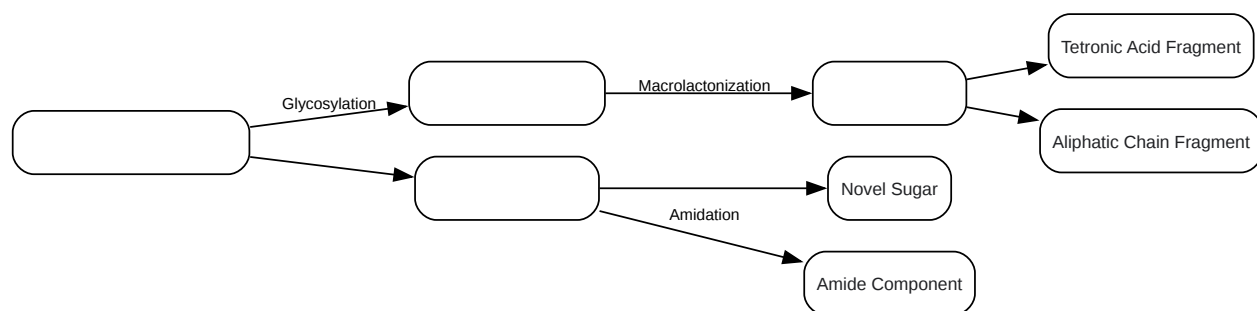 Tetronic Acid Fragment
Glycosylation
Macrolactonization
Aliphatic Chain Fragment
Novel Sugar
Amidation
Amide Component